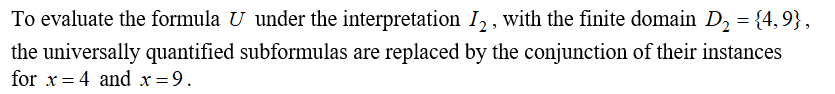 To evaluate the formula U under the interpretation I₂, with the finite domain D₂ = {4, 9},
the universally quantified subformulas are replaced by the conjunction of their instances
for x = 4 and x = 9.